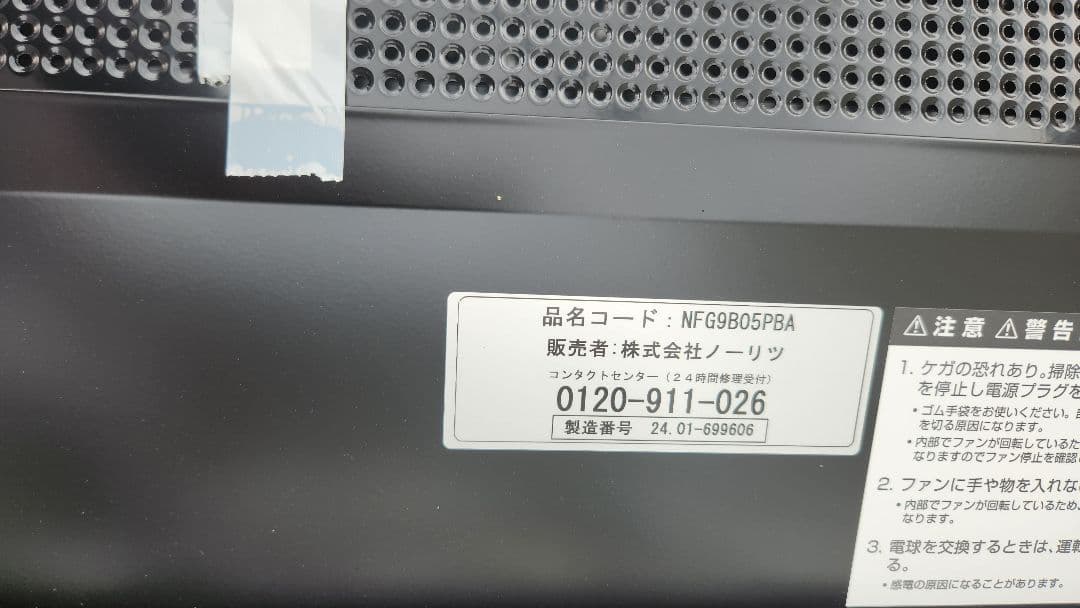 品名コード：NFG9B05PBA
販売者：株式会社ノーリツ
コンタクトセンター（２４時間修理受付）
0120-911-026
製造番号 24.01-699606
⚠注意 ⚠警告
1. ケガの恐れあり。掃除
を停止し電源プラグを
・ゴム手袋をお使いください。
を切る原因になります。
・内部でファンが回転しているた
なりますのでファン停止を確認
2. ファンに手や物を入れな
・内部でファンが回転しているため、
なります。
3. 電球を交換するときは、運転
る。
・感電の原因になることがあります。